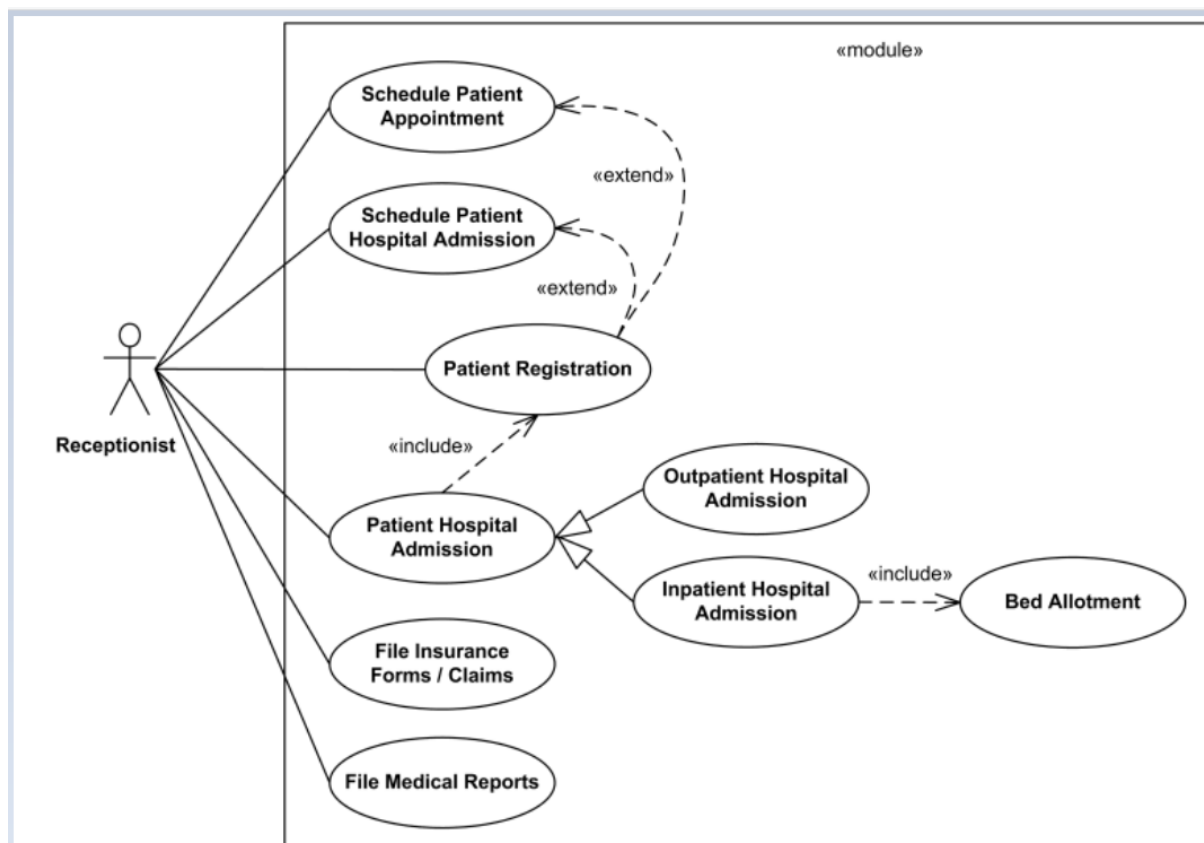 «module»
Schedule Patient
Appointment
«extend»
Schedule Patient
Hospital Admission
«extend»
Patient Registration
Receptionist
«include»
Outpatient Hospital
Admission
Patient Hospital
Admission
Inpatient Hospital
Admission
«include»
Bed Allotment
File Insurance
Forms / Claims
File Medical Reports